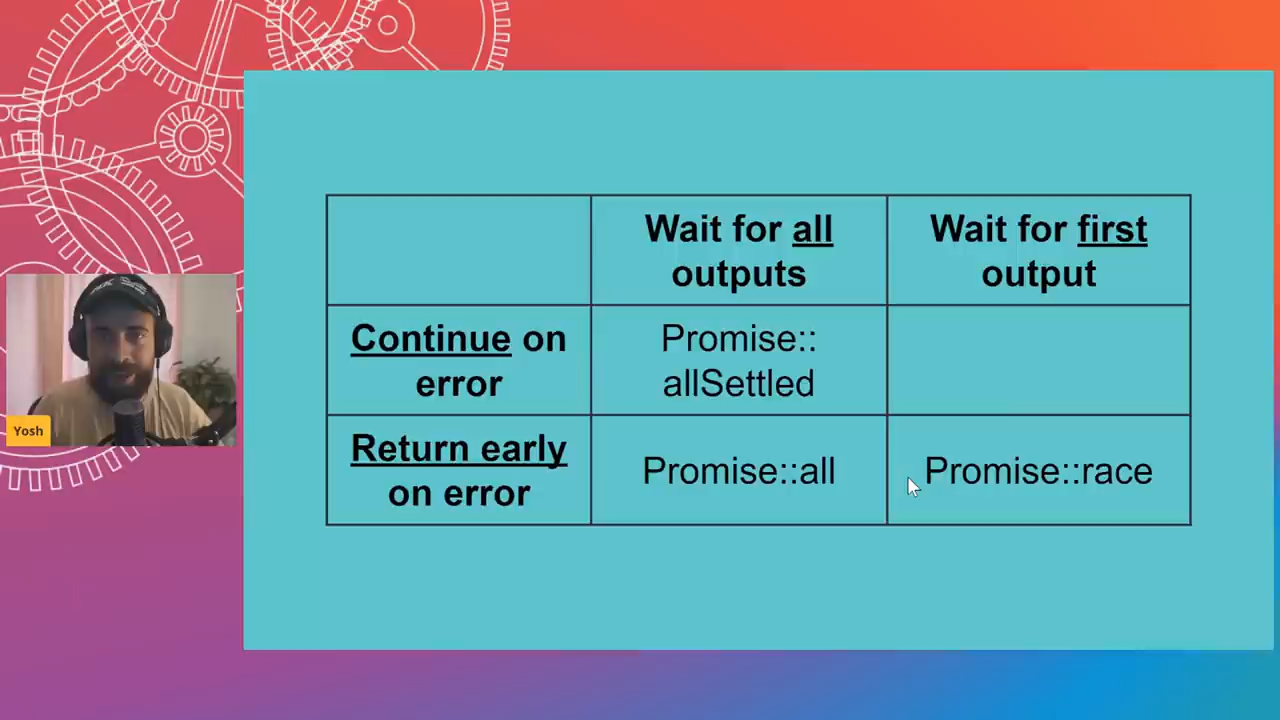 Wait for all
outputs
Wait for first
output
Continue on
error
Promise::
allSettled
Return early
on error
Promise::all
Promise::race
Yosh